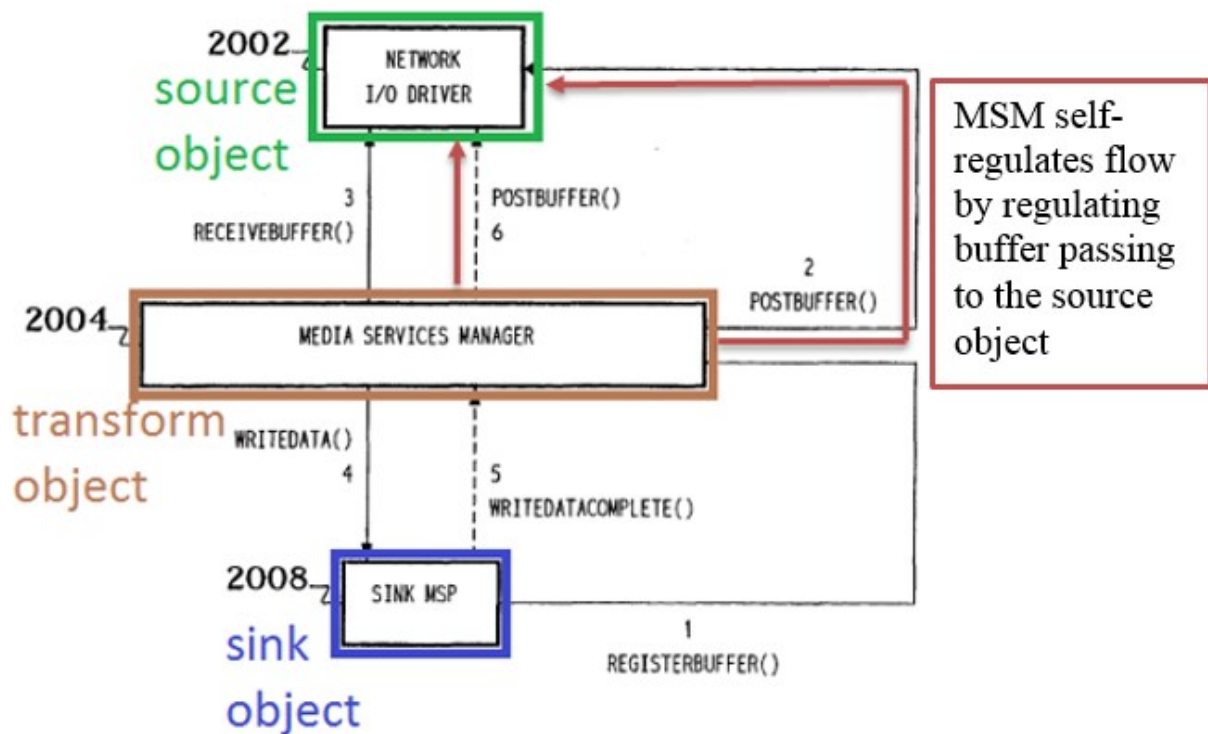 2002
NETWORK
I/O DRIVER
source
object
MSM self-
regulates flow
by regulating
buffer passing
to the source
object
3
RECEIVEBUFFER()
POSTBUFFER()
6
2
POSTBUFFER()
2004
MEDIA SERVICES MANAGER
transform
object
WRITEDATA()
4
5
WRITEDATACOMPLETE()
2008
SINK MSP
sink
object
1
REGISTERBUFFER()